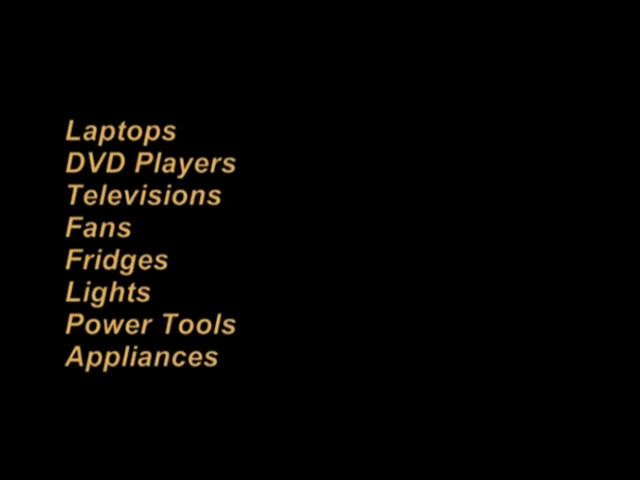 Laptops
DVD Players
Televisions
Fans
Fridges
Lights
Power Tools
Appliances